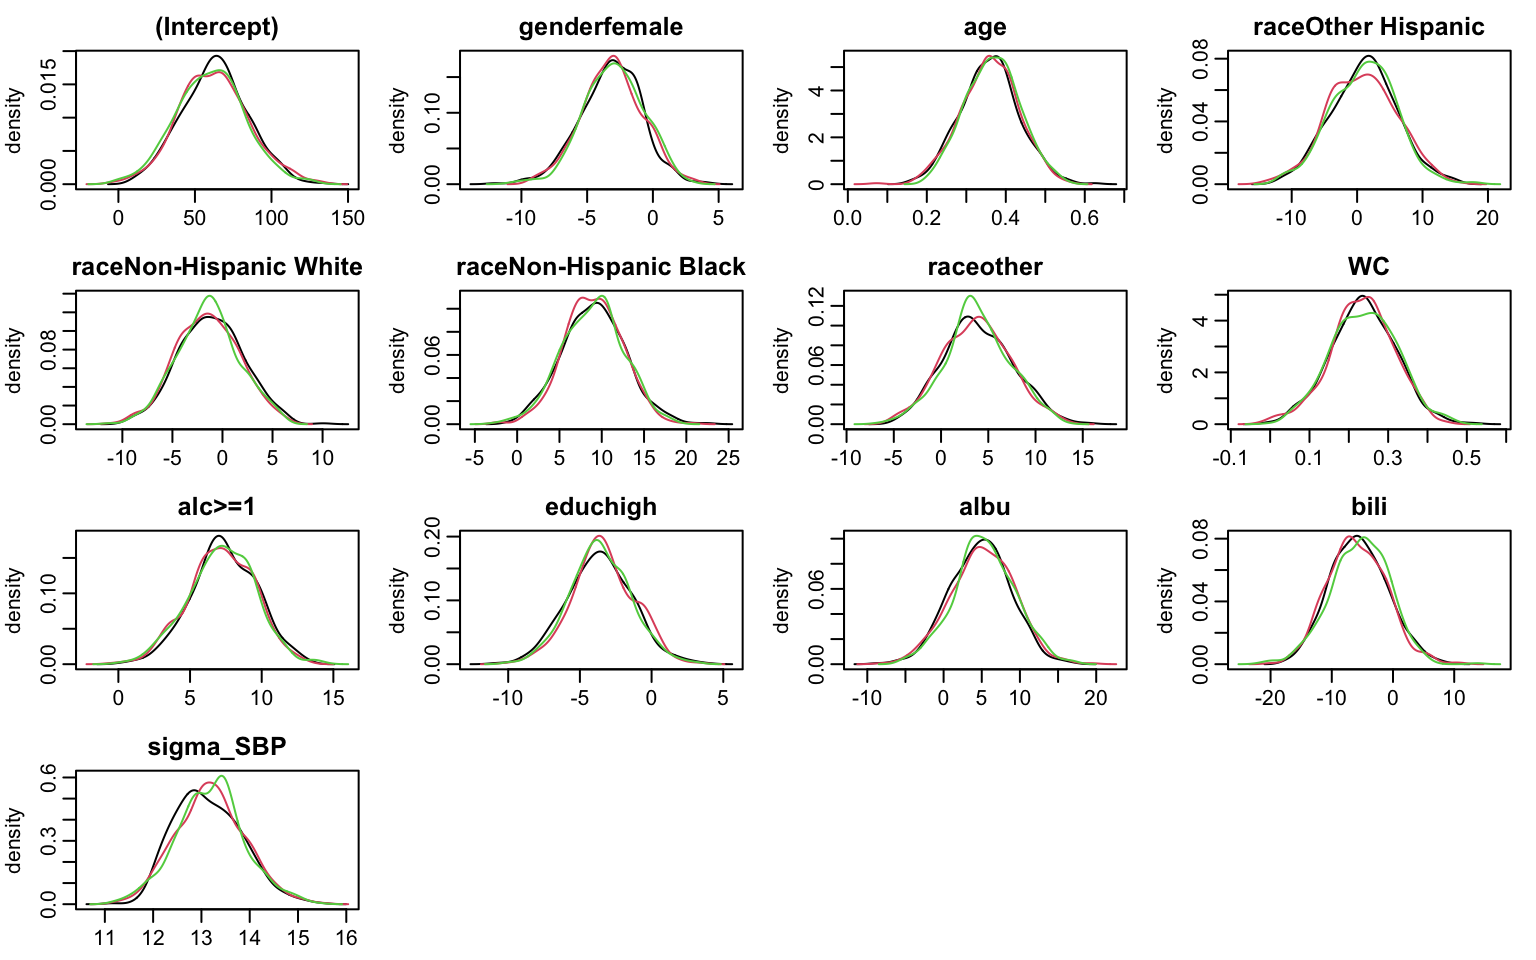 (Intercept) genderfemale age raceOther Hispanic
density 0.000 0.015 density 0.00 0.10 density 0 2 4 density 0.00 0.04 0.08
0 50 100 150 -10 -5 0 5 0.0 0.2 0.4 0.6 -10 0 10 20
raceNon-Hispanic White raceNon-Hispanic Black raceother WC
density 0.00 0.08 density 0.00 0.06 density 0.00 0.06 0.12 density 0 2 4
-10 -5 0 5 10 -5 0 5 10 15 20 25 -10 -5 0 5 10 15 -0.1 0.1 0.3 0.5
alc>=1 educhigh albu bili
density 0.00 0.10 density 0.00 0.10 0.20 density 0.00 0.06 density 0.00 0.04 0.08
0 5 10 15 -10 -5 0 5 -10 0 5 10 20 -20 -10 0 10
sigma_SBP
density 0.0 0.3 0.6
11 12 13 14 15 16